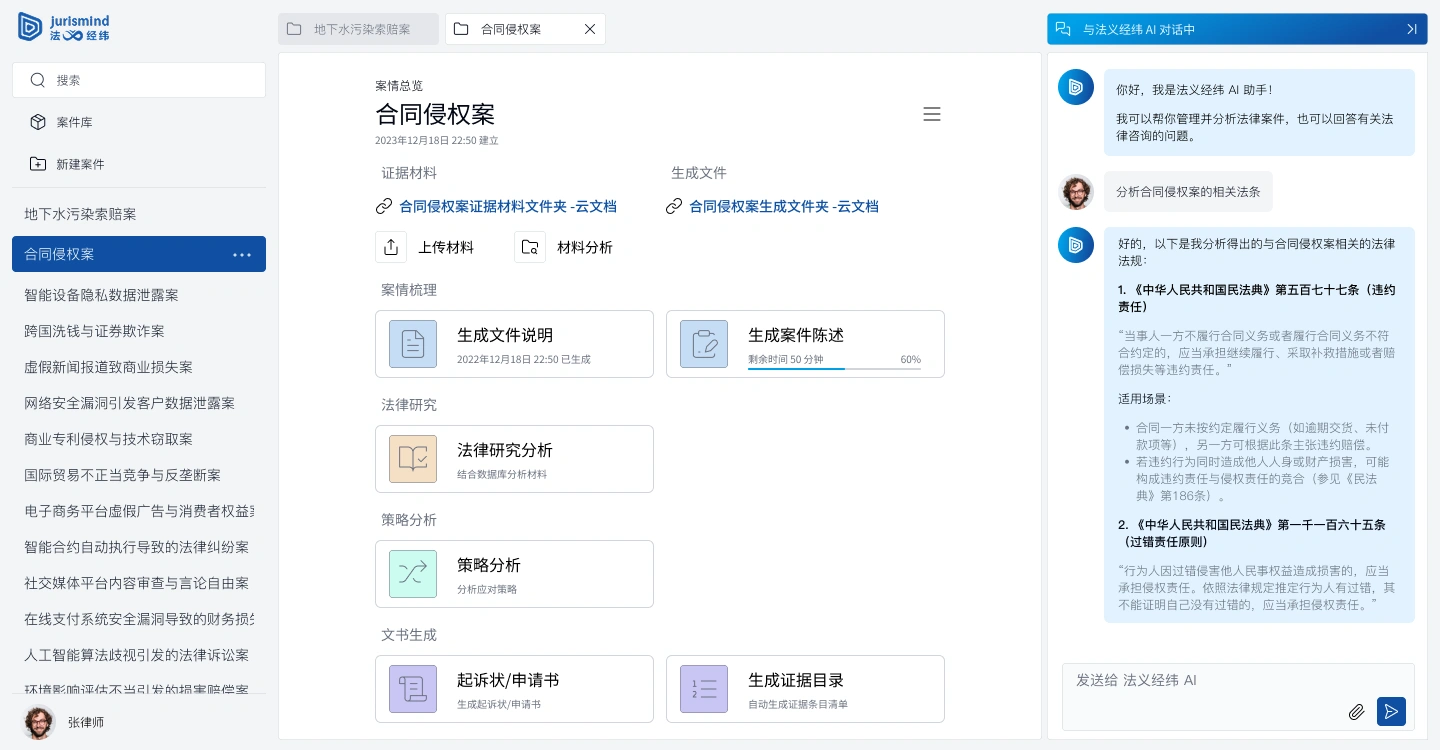 jurismind
法 经纬
搜索
案件库
新建案件
地下水污染索赔案
合同侵权案
智能设备隐私数据泄露案
跨国洗钱与证券欺诈案
虚假新闻报道致商业损失案
网络安全漏洞引发客户数据泄露案
商业专利侵权与技术窃取案
国际贸易不正当竞争与反垄断案
电子商务平台虚假广告与消费者权益
智能合约自动执行导致的法律纠纷案
社交媒体平台内容审查与言论自由案
在线支付系统安全漏洞导致的财务损
人工智能算法歧视引发的法律诉讼案
环境影响评估不当引发的损害赔偿案
张律师
地下水污染索赔案
合同侵权案
案情总览
合同侵权案
2023年12月18日 22:50 建立
证据材料
生成文件
合同侵权案证据材料文件夹 -云文档
合同侵权案生成文件夹 -云文档
上传材料
材料分析
案情梳理
生成文件说明
2022年12月18日 22:50 已生成
生成案件陈述
剩余时间 50 分钟
60%
法律研究
法律研究分析
结合数据库分析材料
策略分析
策略分析
分析应对策略
文书生成
起诉状/申请书
生成起诉状/申请书
1
2
生成证据目录
自动生成证据条目清单
与法义经纬 AI 对话中
你好，我是法义经纬 AI 助手！
我可以帮你管理并分析法律案件，也可以回答有关法
律咨询的问题。
分析合同侵权案的相关法条
好的，以下是我分析得出的与合同侵权案相关的法律
法规：
1. 《中华人民共和国民法典》第五百七十七条（违约
责任）
“当事人一方不履行合同义务或者履行合同义务不符
合约定的，应当承担继续履行、采取补救措施或者赔
偿损失等违约责任。”
适用场景：
• 合同一方未按约定履行义务（如逾期交货、未付
款项等），另一方可根据此条主张违约赔偿。
• 若违约行为同时造成他人人身或财产损害，可能
构成违约责任与侵权责任的竞合（参见《民法
典》第186条）。
2. 《中华人民共和国民法典》第一千一百六十五条
（过错责任原则）
“行为人因过错侵害他人民事权益造成损害的，应当
承担侵权责任。依照法律规定推定行为人有过错，其
不能证明自己没有过错的，应当承担侵权责任。”
发送给 法义经纬 AI